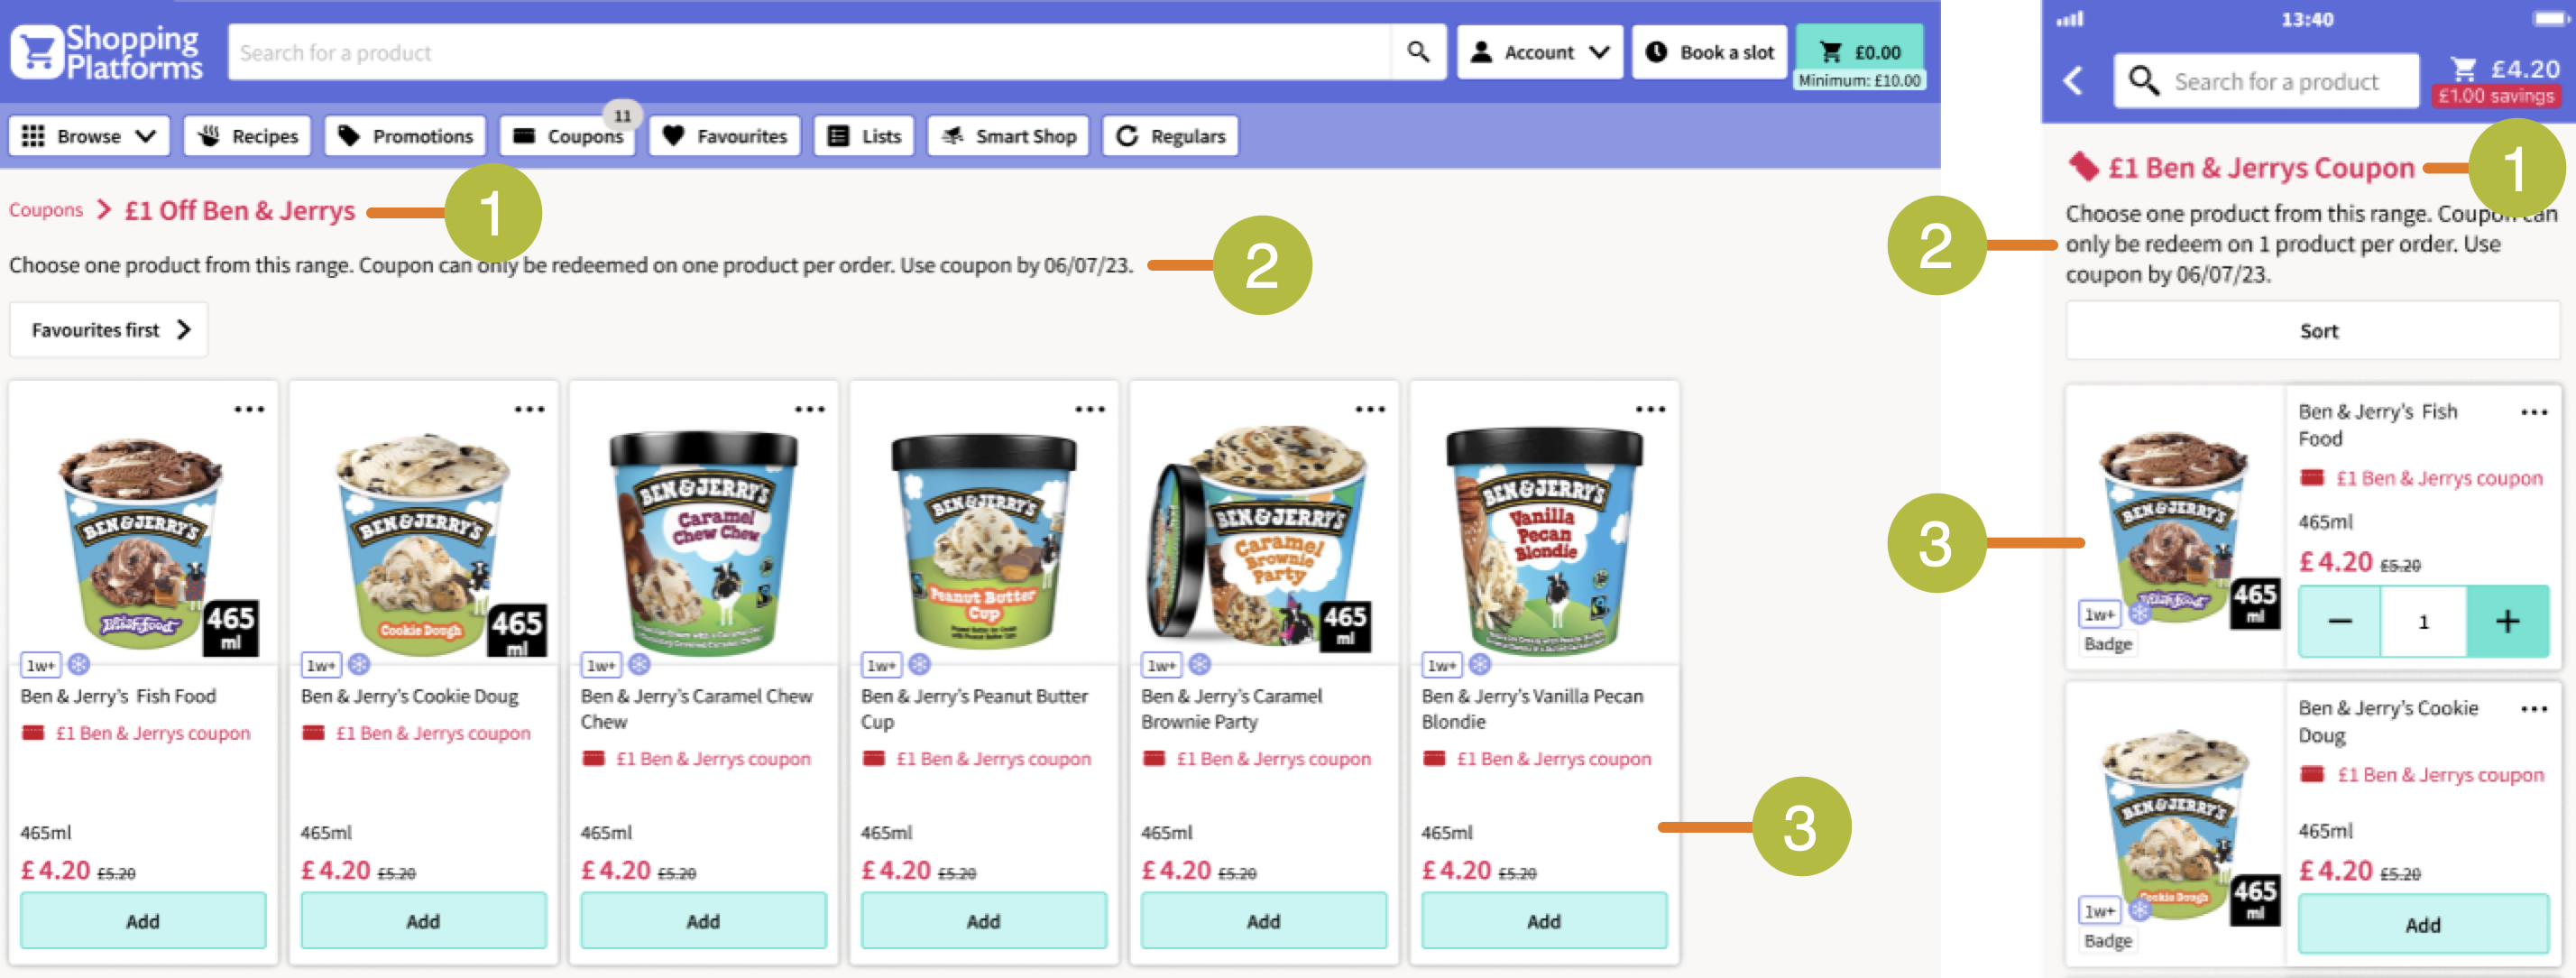 Shopping
Platforms
Search for a product
Account
Book a slot
£0.00
Minimum: £10.00
Browse
Recipes
Promotions
Coupons
11
Favourites
Lists
Smart Shop
Regulars
Coupons > £1 Off Ben & Jerrys
1
Choose one product from this range. Coupon can only be redeemed on one product per order. Use coupon by 06/07/23.
2
Favourites first
BEN & JERRY'S
465
ml
1w+
Ben & Jerry's Fish Food
£1 Ben & Jerrys coupon
465ml
£4.20 £5.20
Add
BEN & JERRY'S
Cookie Dough
465
ml
1w+
Ben & Jerry's Cookie Doug
£1 Ben & Jerrys coupon
465ml
£4.20 £5.20
Add
BEN & JERRY'S
Caramel
Chew Chew
1w+
Ben & Jerry's Caramel Chew
Chew
£1 Ben & Jerrys coupon
465ml
£4.20 £5.20
Add
BEN & JERRY'S
Peanut Butter
Cup
1w+
Ben & Jerry's Peanut Butter
Cup
£1 Ben & Jerrys coupon
465ml
£4.20 £5.20
Add
BEN & JERRY'S
Caramel
Brownie
Party
465
ml
1w+
Ben & Jerry's Caramel
Brownie Party
£1 Ben & Jerrys coupon
465ml
£4.20 £5.20
Add
BEN & JERRY'S
Vanilla
Pecan
Blondie
1w+
Ben & Jerry's Vanilla Pecan
Blondie
£1 Ben & Jerrys coupon
465ml
£4.20 £5.20
Add
3
13:40
Search for a product
£4.20
£1.00 savings
£1 Ben & Jerrys Coupon
1
2
Choose one product from this range. Coupon can
only be redeem on 1 product per order. Use
coupon by 06/07/23.
Sort
3
BEN & JERRY'S
465
ml
1w+
Badge
Ben & Jerry's Fish
Food
£1 Ben & Jerrys coupon
465ml
£4.20 £5.20
1
BEN & JERRY'S
Cookie Dough
465
ml
1w+
Badge
Ben & Jerry's Cookie
Doug
£1 Ben & Jerrys coupon
465ml
£4.20 £5.20
Add